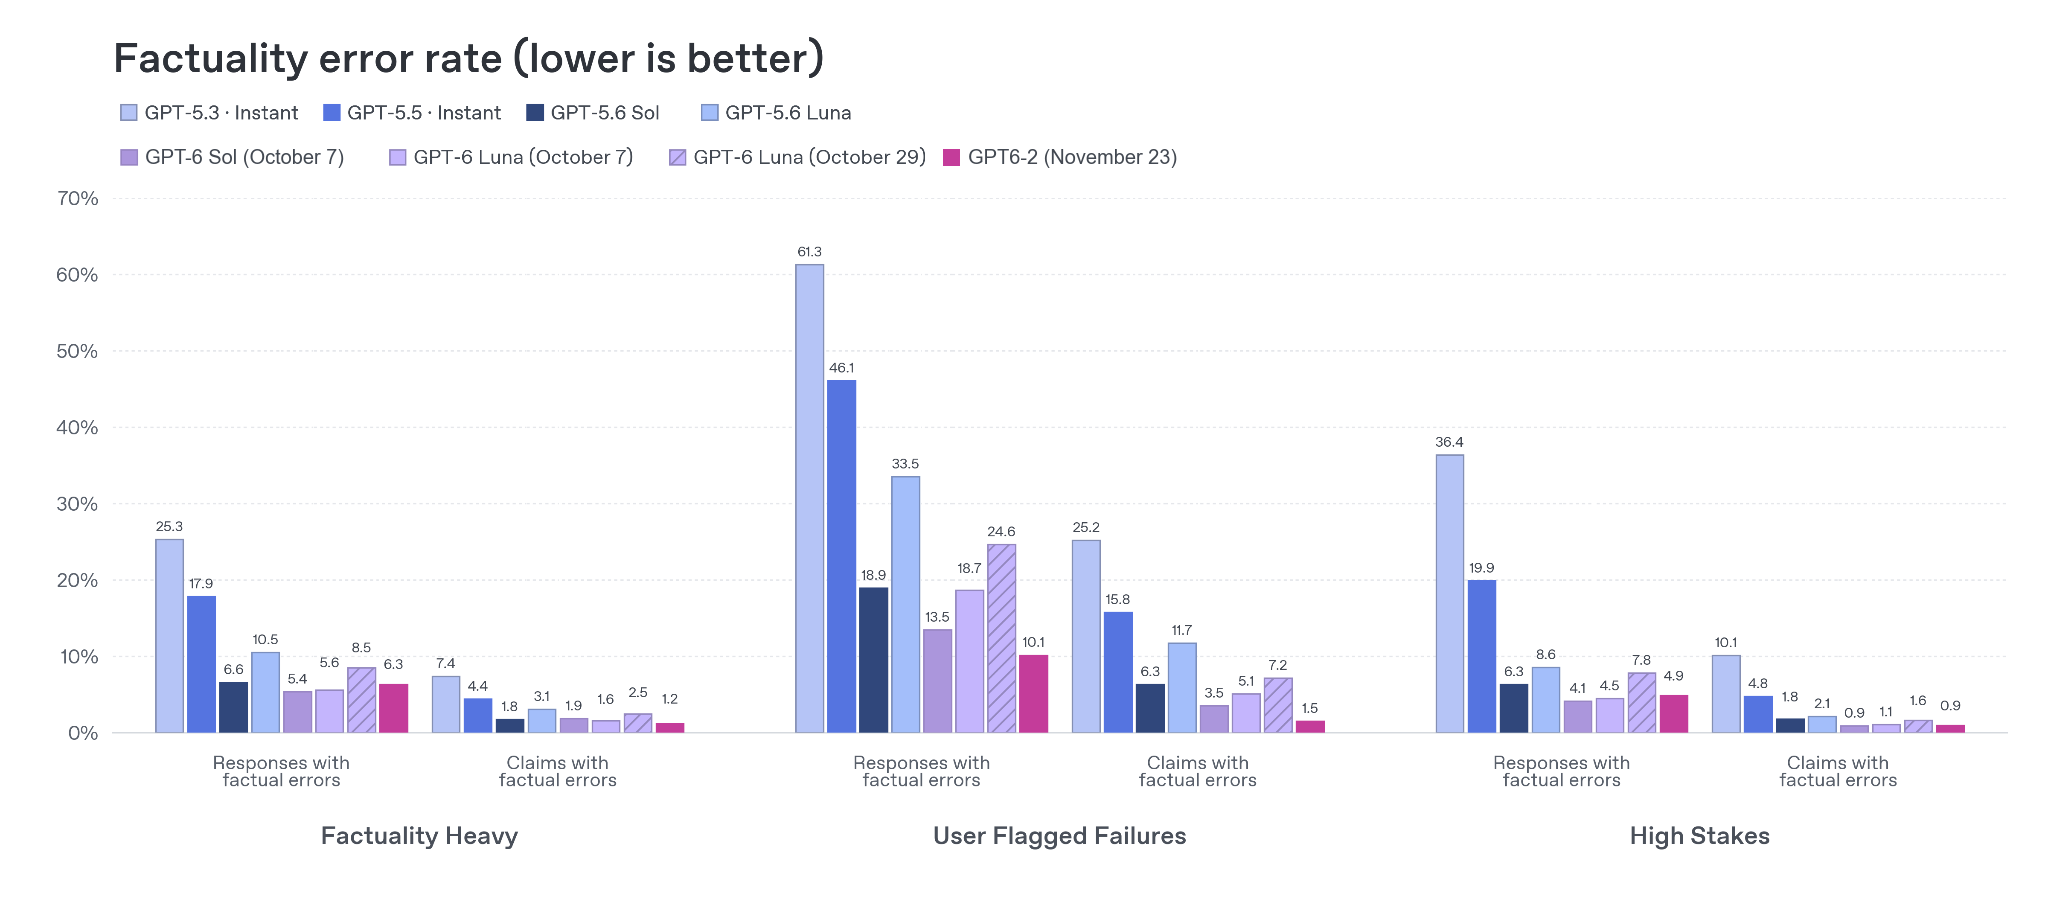 Factuality error rate (lower is better)
GPT-5.3 · Instant GPT-5.5 · Instant GPT-5.6 Sol GPT-5.6 Luna
GPT-6 Sol (October 7) GPT-6 Luna (October 7) GPT-6 Luna (October 29) GPT6-2 (November 23)
70%
60%
50%
40%
30%
20%
10%
0%
25.3 17.9 6.6 10.5 5.4 5.6 8.5 6.3
7.4 4.4 1.8 3.1 1.9 1.6 2.5 1.2
61.3 46.1 18.9 33.5 13.5 18.7 24.6 10.1
25.2 15.8 6.3 11.7 3.5 5.1 7.2 1.5
36.4 19.9 6.3 8.6 4.1 4.5 7.8 4.9
10.1 4.8 1.8 2.1 0.9 1.1 1.6 0.9
Responses with
factual errors
Claims with
factual errors
Responses with
factual errors
Claims with
factual errors
Responses with
factual errors
Claims with
factual errors
Factuality Heavy
User Flagged Failures
High Stakes